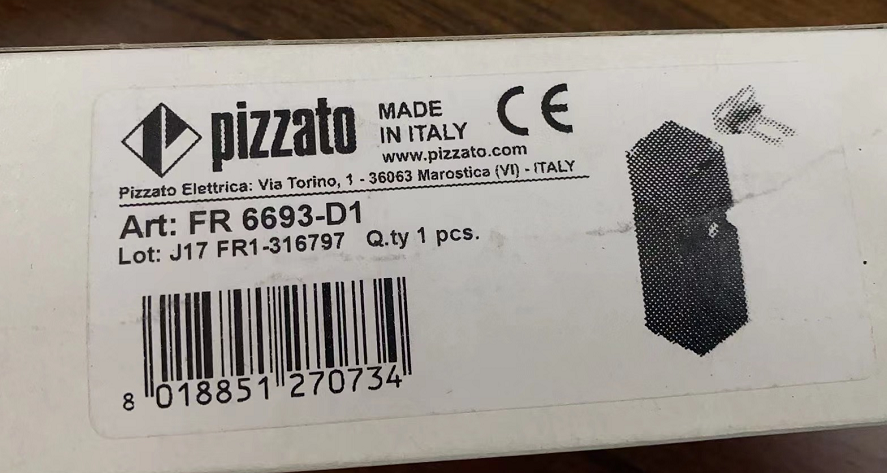 pizzato
MADE
IN ITALY
CE
www.pizzato.com
Pizzato Elettrica: Via Torino, 1 - 36063 Marostica (VI) - ITALY
Art: FR 6693-D1
Lot: J17 FR1-316797 Q.ty 1 pcs.
8 018851 270734